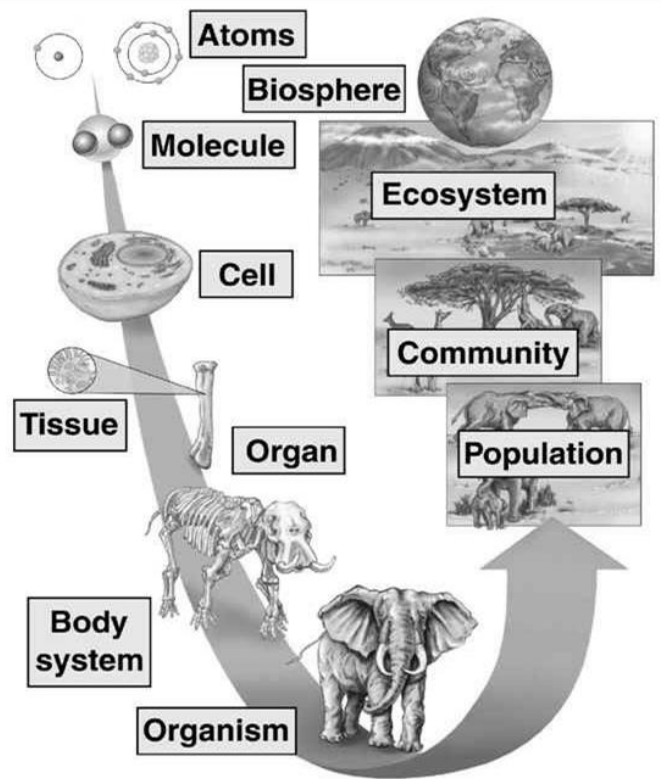 Atoms
Biosphere
Molecule
Ecosystem
Cell
Community
Tissue
Organ
Population
Body
system
Organism